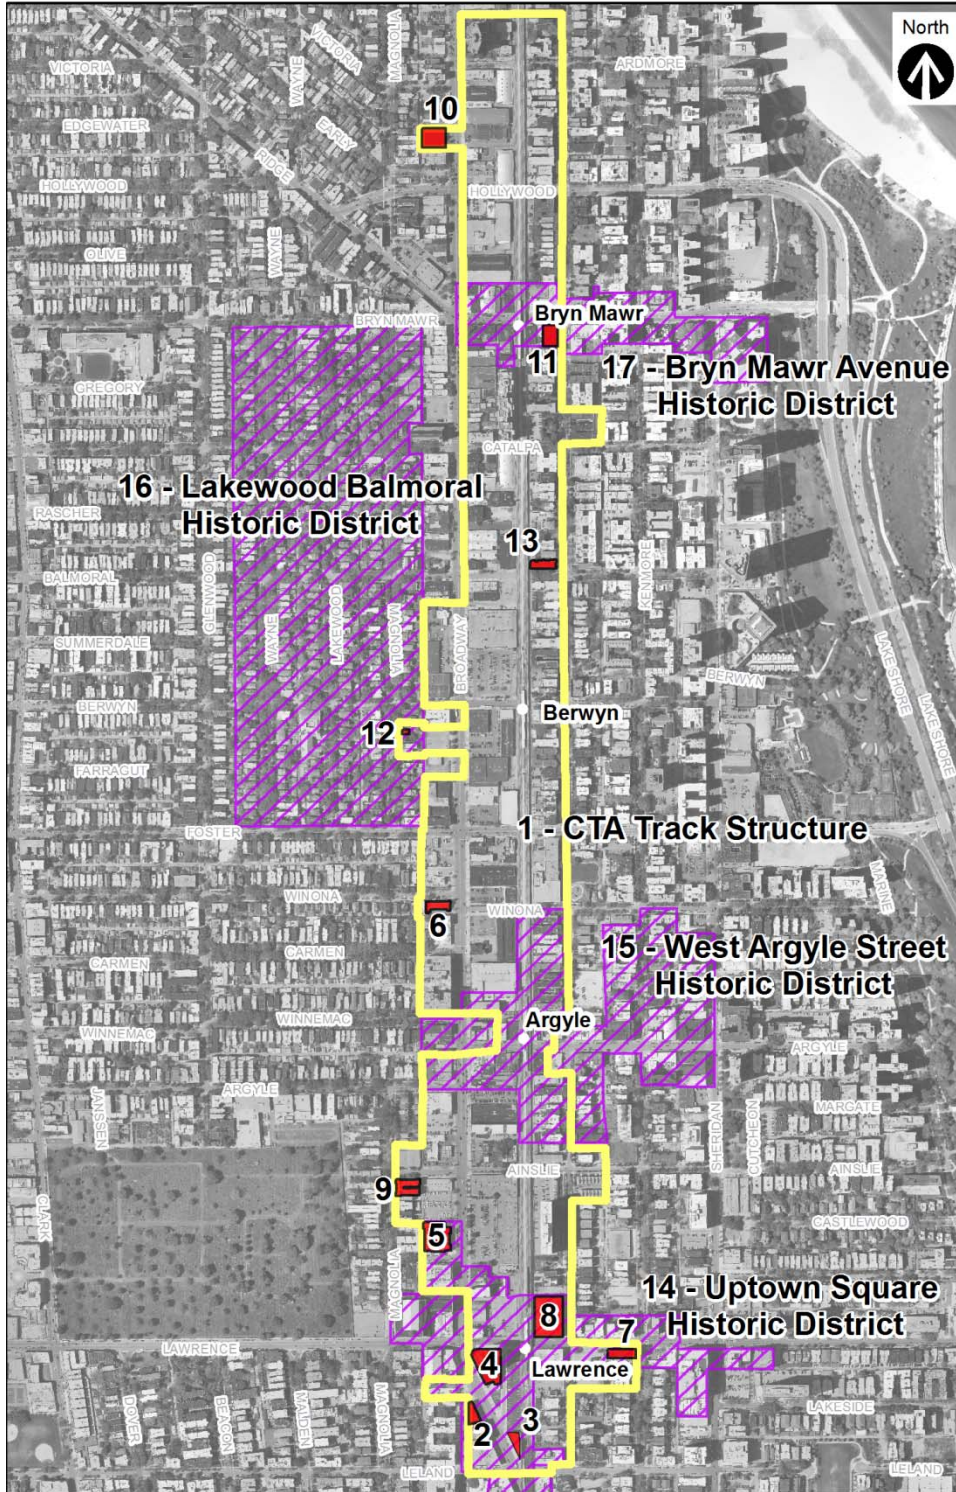 North
VICTORIA
WAYNE
VICTORIA
MAGNOLIA
ARDMORE
10
EDGEWATER
EARLY
RIDGE
HOLLYWOOD
HOLLYWOOD
OLIVE
WAYNE
BRYN MAWR
Bryn Mawr
11
17 - Bryn Mawr Avenue
Historic District
GREGORY
CATALPA
16 - Lakewood Balmoral
Historic District
RASCHER
13
BALMORAL
GLENWOOD
WAYNE
LAKEWOOD
MAGNOLIA
BROADWAY
KENMORE
SUMMERDALE
BERWYN
LAKE SHORE
LAKE SHORE
BERWYN
Berwyn
12
FARRAGUT
FOSTER
1 - CTA Track Structure
MARINE
WINONA
6
WINONA
CARMEN
CARMEN
15 - West Argyle Street
Historic District
WINNEMAC
WINNEMAC
Argyle
ARGYLE
JANSSEN
ARGYLE
SHERIDAN
CUTCHEON
MARGATE
AINSLIE
AINSLIE
9
CLARK
5
CASTLEWOOD
MAGNOLIA
14 - Uptown Square
Historic District
8
7
LAWRENCE
4
Lawrence
DOVER
BEACON
MALDEN
MAGNOLIA
2
3
LAKESIDE
LELAND
LELAND